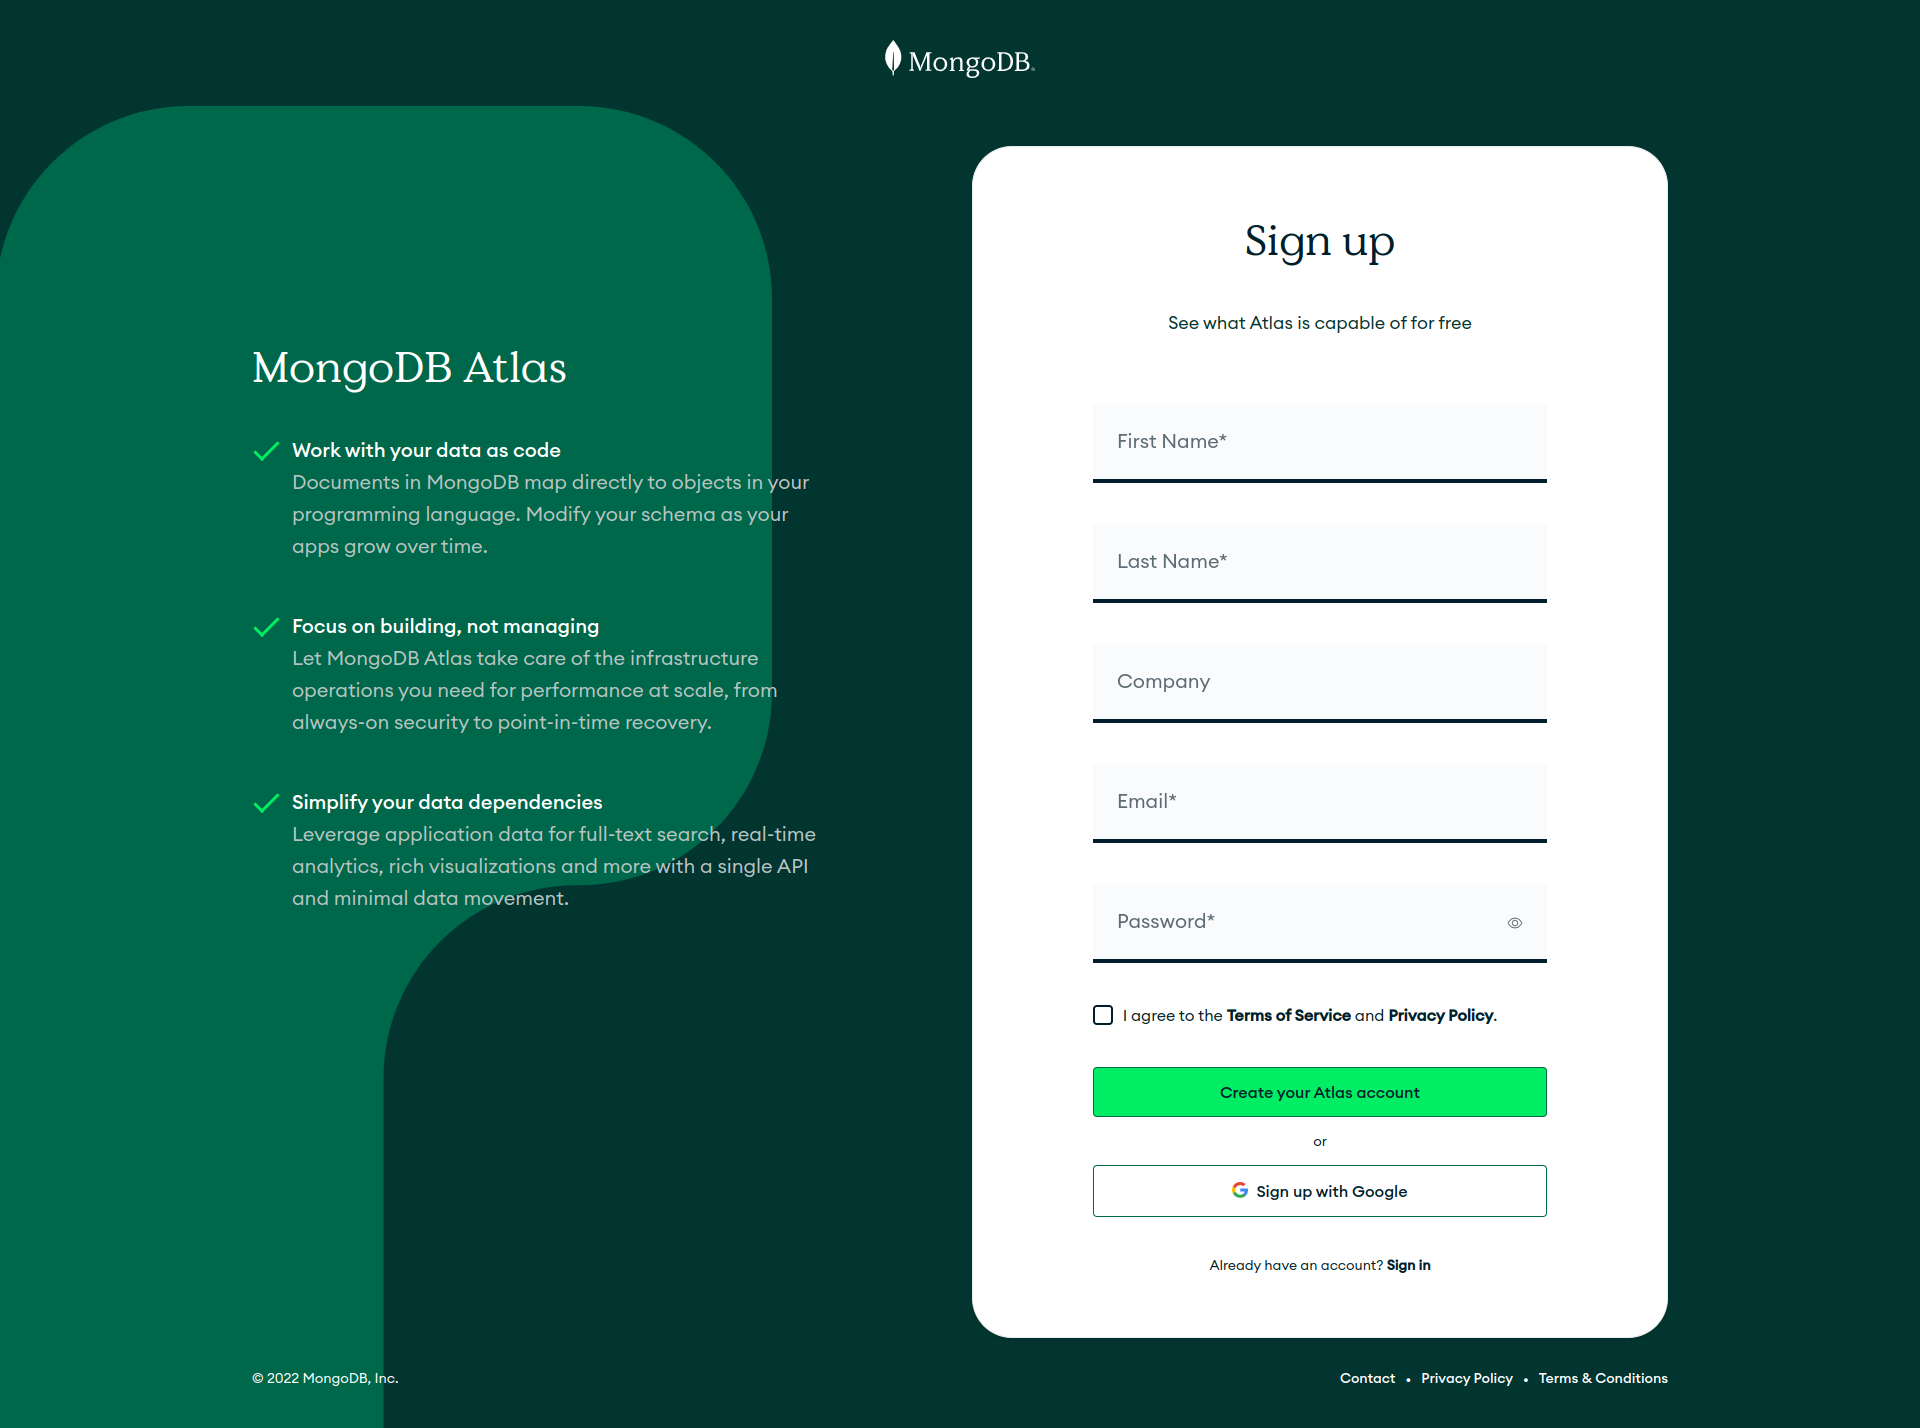 MongoDB.
MongoDB Atlas
Work with your data as code
Documents in MongoDB map directly to objects in your
programming language. Modify your schema as your
apps grow over time.
Focus on building, not managing
Let MongoDB Atlas take care of the infrastructure
operations you need for performance at scale, from
always-on security to point-in-time recovery.
Simplify your data dependencies
Leverage application data for full-text search, real-time
analytics, rich visualizations and more with a single API
and minimal data movement.
Sign up
See what Atlas is capable of for free
First Name*
Last Name*
Company
Email*
Password*
I agree to the Terms of Service and Privacy Policy.
Create your Atlas account
or
Sign up with Google
Already have an account? Sign in
© 2022 MongoDB, Inc.
Contact • Privacy Policy • Terms & Conditions